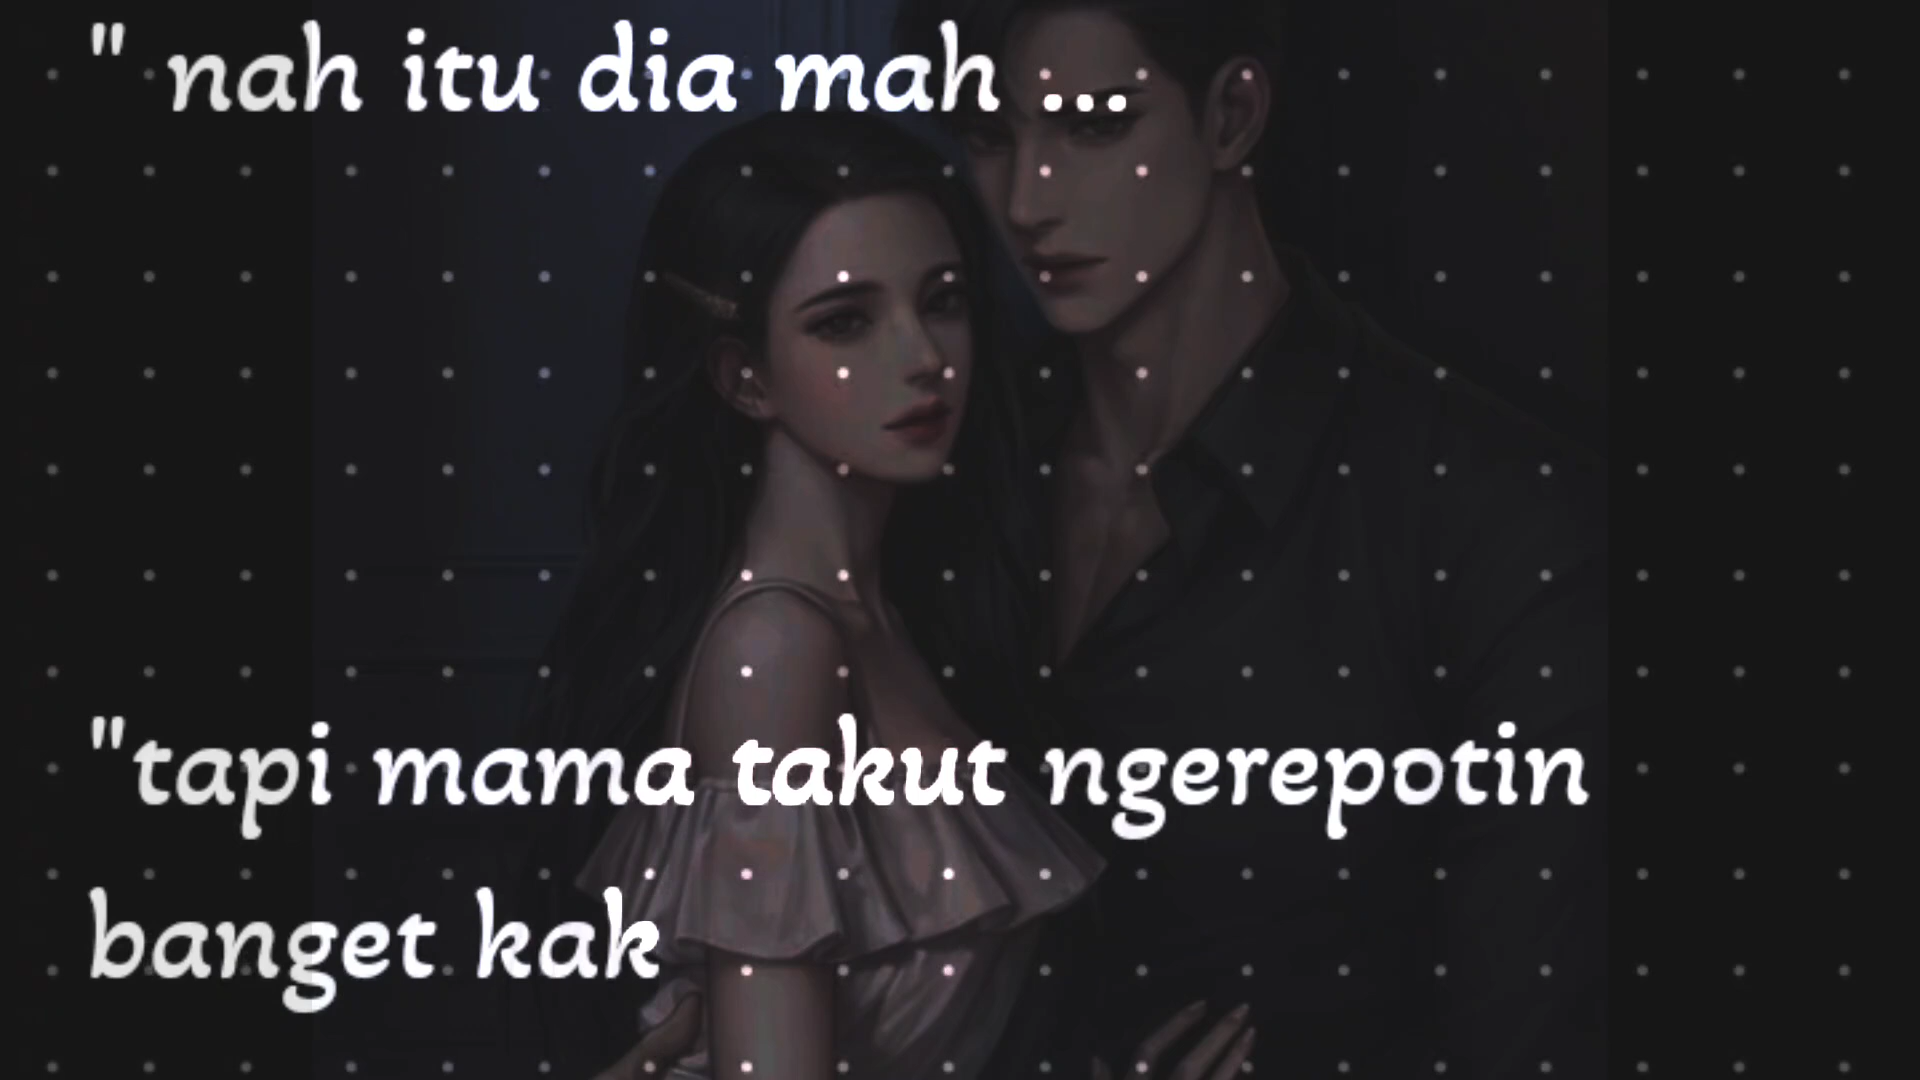 " nah itu dia mah ...
"tapi mama takut ngerepotin
banget kak